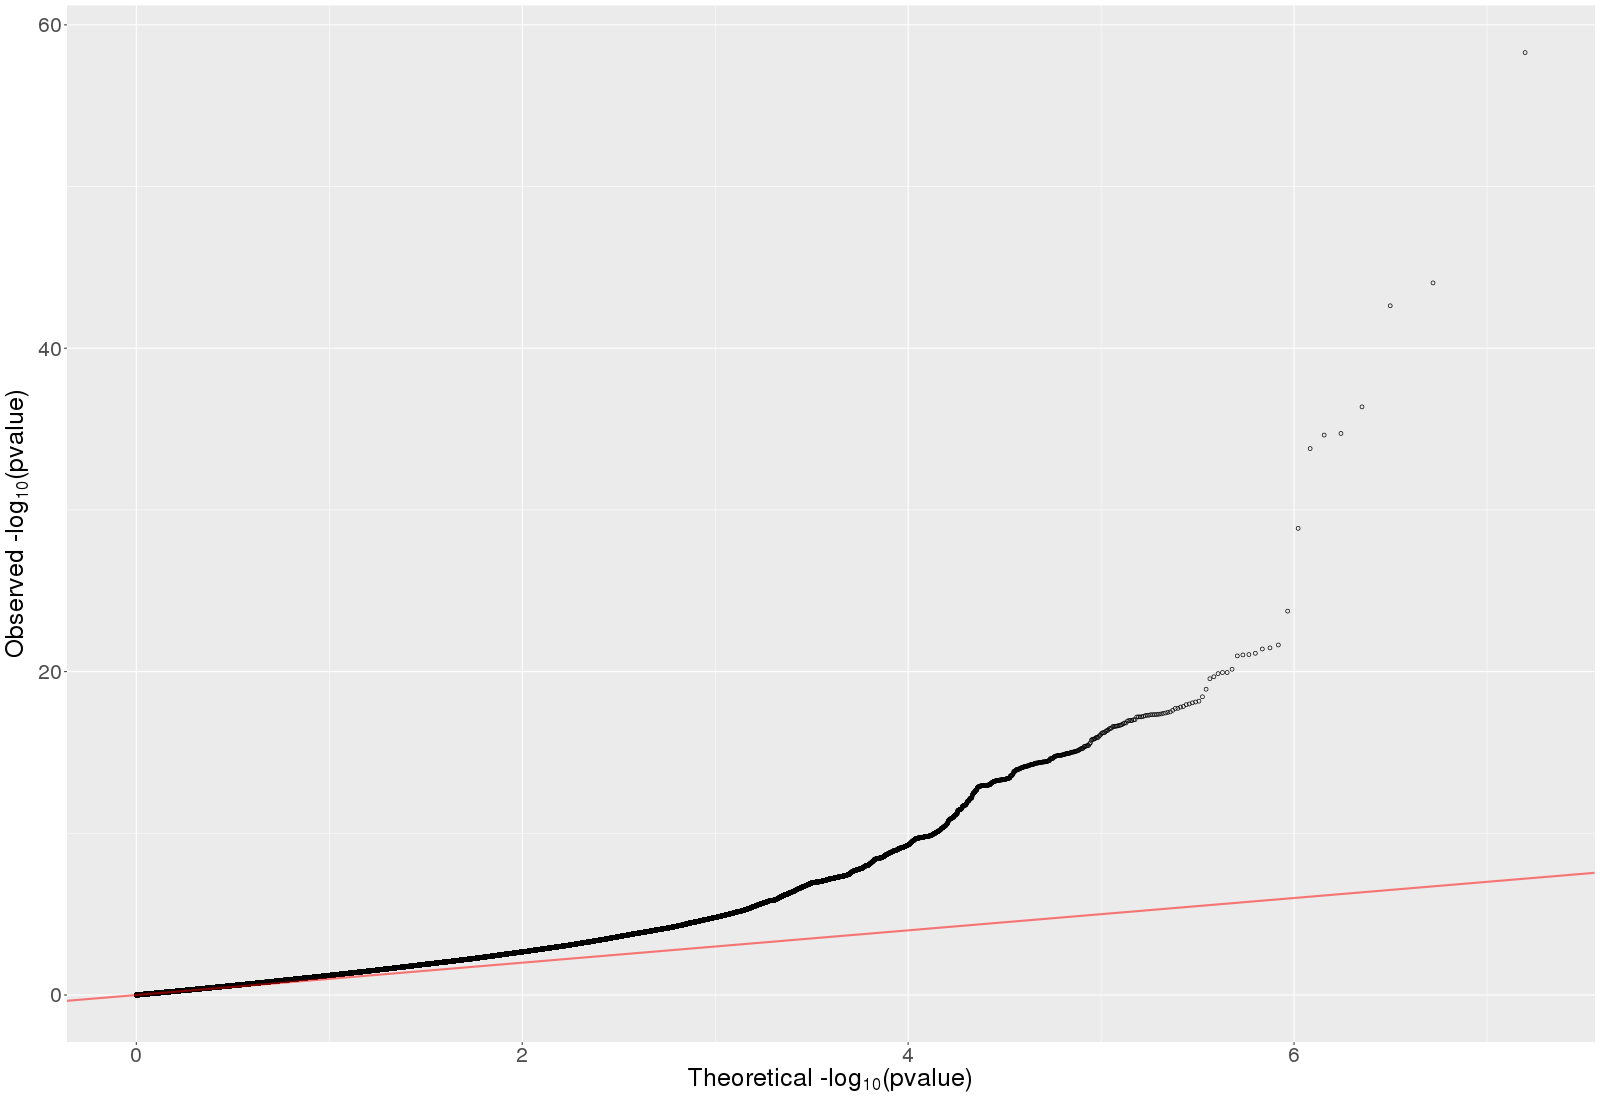 60
40
20
0
Observed -log₁₀(pvalue)
0 2 4 6
Theoretical -log₁₀(pvalue)